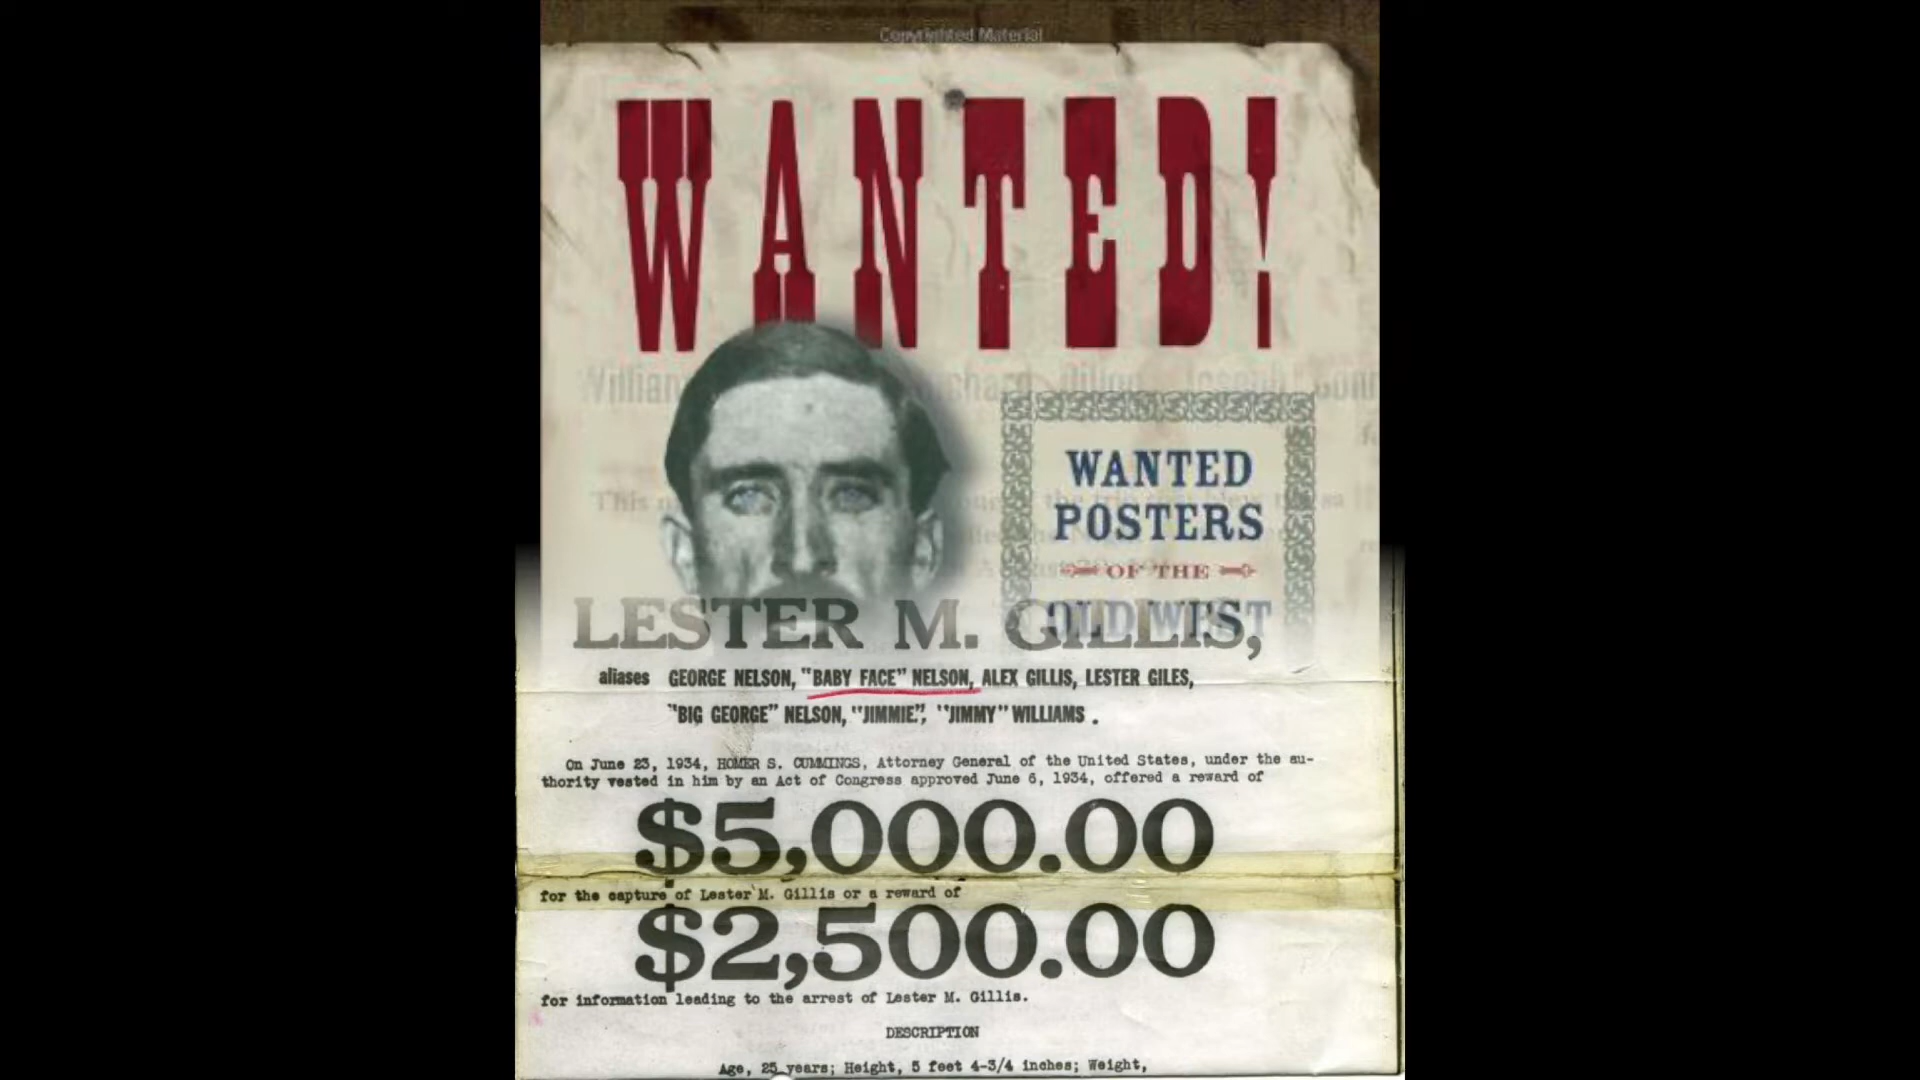 Copyrighted Material
WANTED!
WANTED
POSTERS
OF THE
OLD WEST
LESTER M. GILLIS,
aliases GEORGE NELSON, "BABY FACE" NELSON, ALEX GILLIS, LESTER GILES,
"BIG GEORGE" NELSON, "JIMMIE", "JIMMY" WILLIAMS .
On June 23, 1934, HOMER S. CUMMINGS, Attorney General of the United States, under the au-
thority vested in him by an Act of Congress approved June 6, 1934, offered a reward of
$5,000.00
for the capture of Lester M. Gillis or a reward of
$2,500.00
for information leading to the arrest of Lester M. Gillis.
DESCRIPTION
Age, 25 years; Height, 5 feet 4-3/4 inches; Weight,